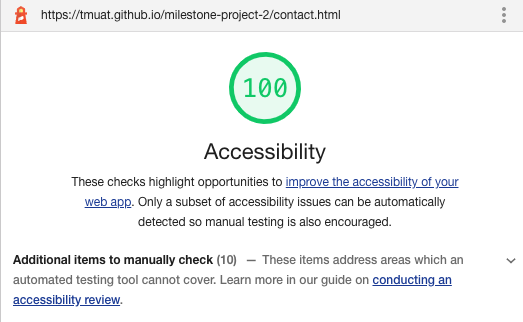 https://tmuat.github.io/milestone-project-2/contact.html
100
Accessibility
These checks highlight opportunities to improve the accessibility of your
web app. Only a subset of accessibility issues can be automatically
detected so manual testing is also encouraged.
Additional items to manually check (10) — These items address areas which an
automated testing tool cannot cover. Learn more in our guide on conducting an
accessibility review.